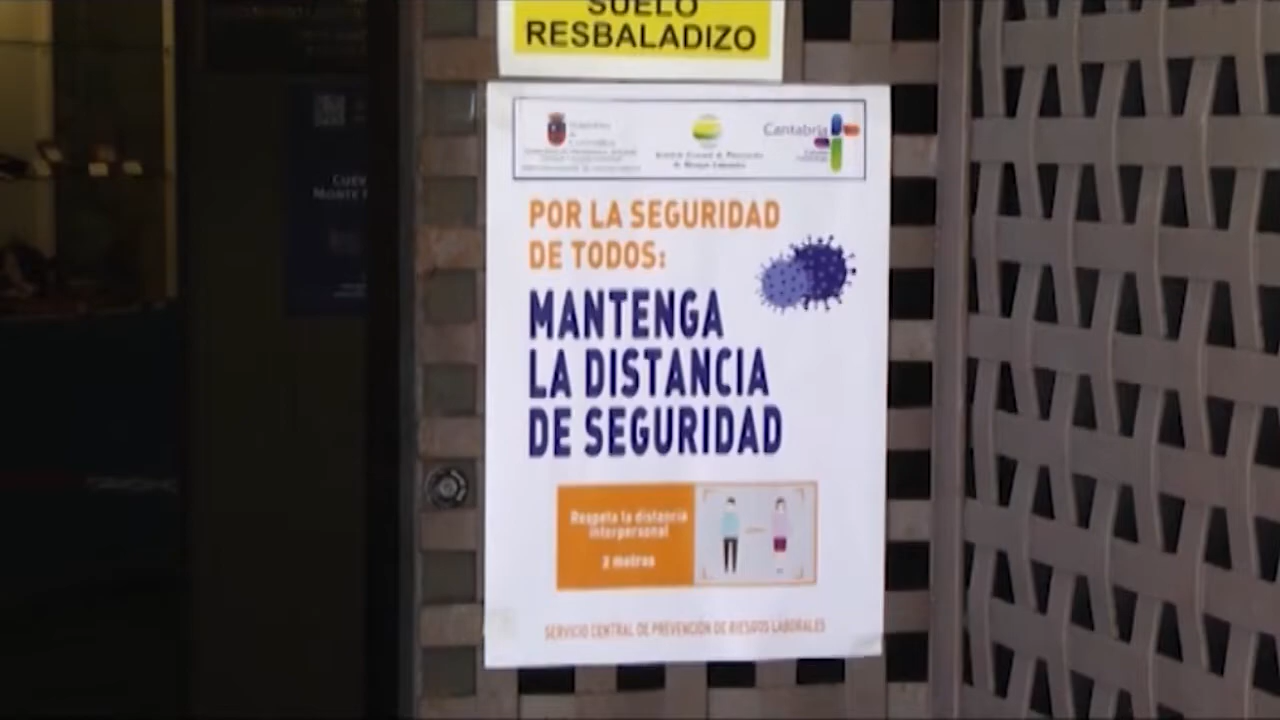 SUELO
RESBALADIZO
Cantabria
POR LA SEGURIDAD
DE TODOS:
MANTENGA
LA DISTANCIA
DE SEGURIDAD
Respeta la distancia
interpersonal
2 metros
SERVICIO CENTRAL DE PREVENCIÓN DE RIESGOS LABORALES